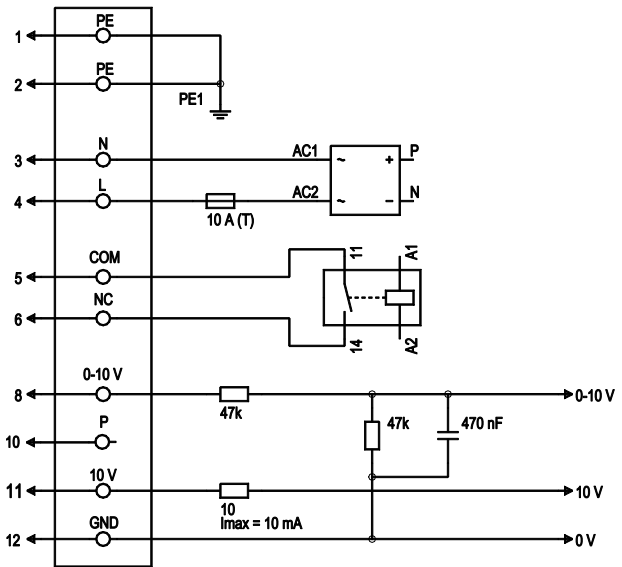 1 PE
2 PE
PE1
3 N AC1 ~ + P
4 L 10 A (T) AC2 ~ - N
5 COM 11 A1
6 NC 14 A2
8 0-10 V 47k 47k 470 nF 0-10 V
10 P
11 10 V 10 10 V
Imax = 10 mA
12 GND 0 V